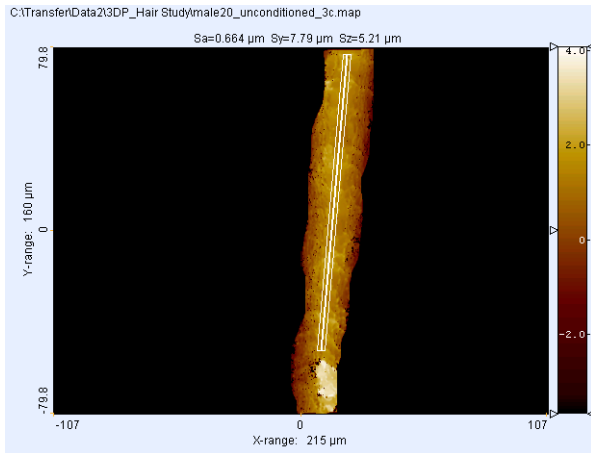 C:\Transfer\Data2\3DP_Hair Study\male20_unconditioned_3c.map
Sa=0.664 µm  Sy=7.79 µm  Sz=5.21 µm
79.8
4.0
2.0
Y-range:  160 µm
0
0
-2.0
-79.8
-107
0
107
X-range:  215 µm